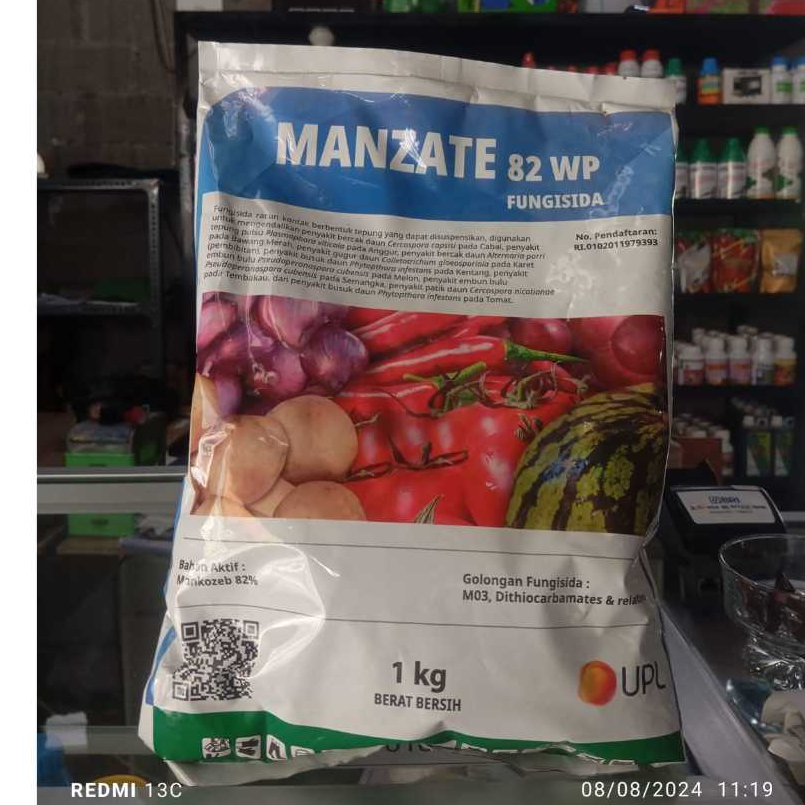 MANZATE 82 WP
FUNGISIDA
Fungisida racun kontak berbentuk tepung yang dapat disuspensikan, digunakan
untuk mengendalikan penyakit bercak daun Cercospora capsici pada Cabai, penyakit
tepung palsu Plasmophora viticola pada Anggur, penyakit bercak daun Alternaria porri
pada Bawang Merah, penyakit gugur daun Colletotrichum gloeosporioides pada Karet
(pembibitan), penyakit busuk daun Phytopthora infestans pada Kentang, penyakit
embun bulu Pseudoperonospora cubensis pada Melon, penyakit embun bulu
Pseudoperonospora cubensis pada Semangka, penyakit patik daun Cercospora nicotianae
pada Tembakau, dan penyakit busuk daun Phytopthora infestans pada Tomat.
No. Pendaftaran:
RI.0102011979393
Bahan Aktif :
Mankozeb 82%
Golongan Fungisida :
M03, Dithiocarbamates &
1 kg
BERAT BERSIH
UPL
REDMI 13C
08/08/2024 11:19